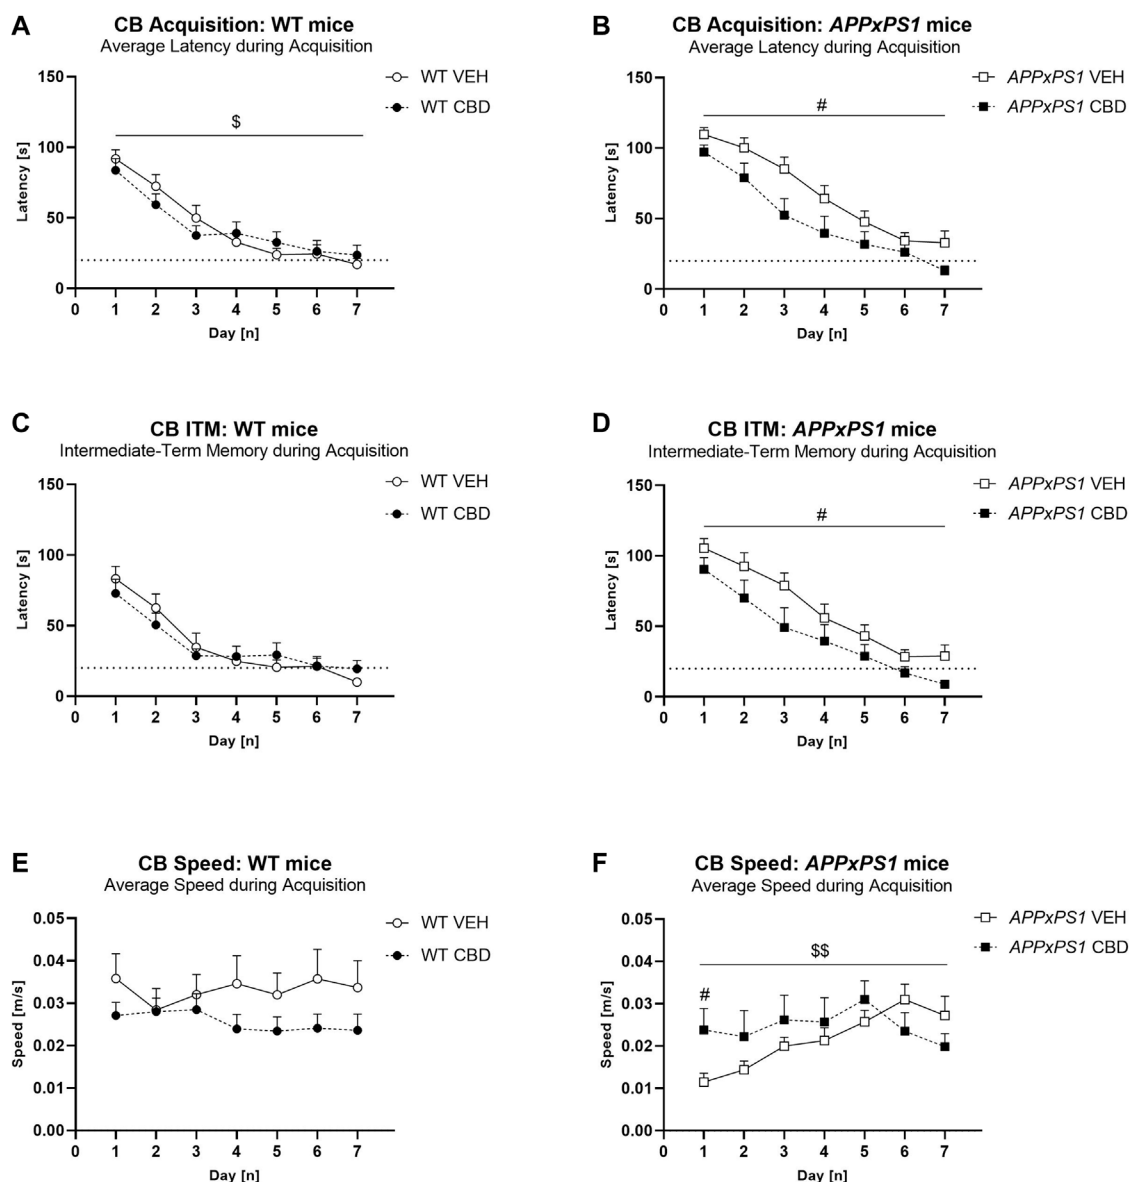 A
CB Acquisition: WT mice
Average Latency during Acquisition
WT VEH
WT CBD
$
Latency [s]
150
100
50
0
0 1 2 3 4 5 6 7
Day [n]
B
CB Acquisition: APPxPS1 mice
Average Latency during Acquisition
APPxPS1 VEH
APPxPS1 CBD
#
Latency [s]
150
100
50
0
0 1 2 3 4 5 6 7
Day [n]
C
CB ITM: WT mice
Intermediate-Term Memory during Acquisition
WT VEH
WT CBD
Latency [s]
150
100
50
0
0 1 2 3 4 5 6 7
Day [n]
D
CB ITM: APPxPS1 mice
Intermediate-Term Memory during Acquisition
APPxPS1 VEH
APPxPS1 CBD
#
Latency [s]
150
100
50
0
0 1 2 3 4 5 6 7
Day [n]
E
CB Speed: WT mice
Average Speed during Acquisition
WT VEH
WT CBD
Speed [m/s]
0.05
0.04
0.03
0.02
0.01
0.00
0 1 2 3 4 5 6 7
Day [n]
F
CB Speed: APPxPS1 mice
Average Speed during Acquisition
APPxPS1 VEH
APPxPS1 CBD
$$
#
Speed [m/s]
0.05
0.04
0.03
0.02
0.01
0.00
0 1 2 3 4 5 6 7
Day [n]